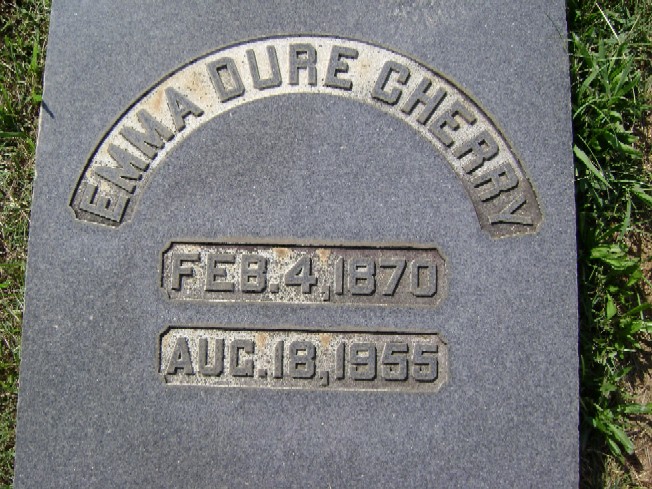 EMMA DURE CHERRY
FEB. 4, 1870
AUG. 18, 1955